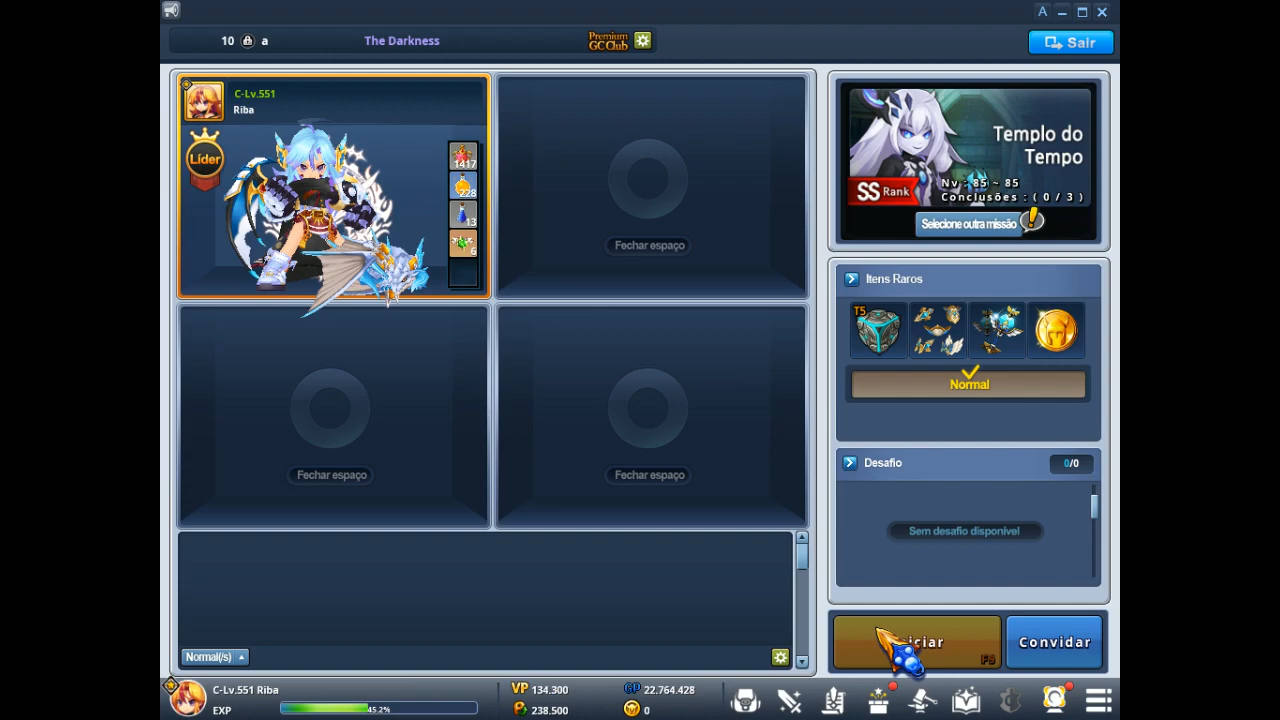 A
10 a
The Darkness
Premium
GC Club
Sair
C-Lv.551
Riba
Líder
1417
228
13
6
Fechar espaço
Fechar espaço
Fechar espaço
Templo do
Tempo
SS Rank
Nv : 85 ~ 85
Conclusões : ( 0 / 3 )
Selecione outra missão
Itens Raros
T5
Normal
Desafio
0/0
Sem desafio disponível
Normal(/s)
F5
Convidar
C-Lv.551 Riba
EXP
45.2%
VP 134.300
238.500
GP 22.764.428
0